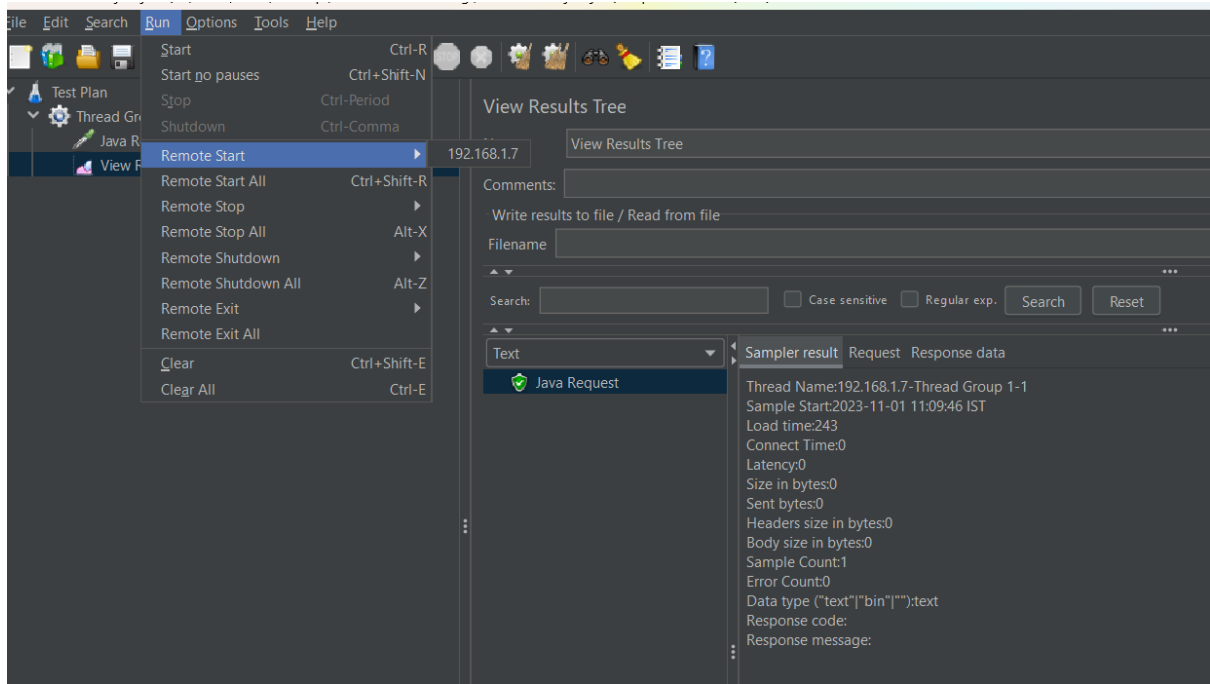 File Edit Search Run Options Tools Help
Start Ctrl-R
Start no pauses Ctrl+Shift-N
Stop Ctrl-Period
Shutdown Ctrl-Comma
Remote Start 192.168.1.7
Remote Start All Ctrl+Shift-R
Remote Stop
Remote Stop All Alt-X
Remote Shutdown
Remote Shutdown All Alt-Z
Remote Exit
Remote Exit All
Clear Ctrl+Shift-E
Clear All Ctrl-E
Test Plan
Thread Gr
Java R
View R
View Results Tree
View Results Tree
Comments:
Write results to file / Read from file
Filename
Search: Case sensitive Regular exp. Search Reset
Text
Java Request
Sampler result Request Response data
Thread Name:192.168.1.7-Thread Group 1-1
Sample Start:2023-11-01 11:09:46 IST
Load time:243
Connect Time:0
Latency:0
Size in bytes:0
Sent bytes:0
Headers size in bytes:0
Body size in bytes:0
Sample Count:1
Error Count:0
Data type ("text"|"bin"|""):text
Response code:
Response message: